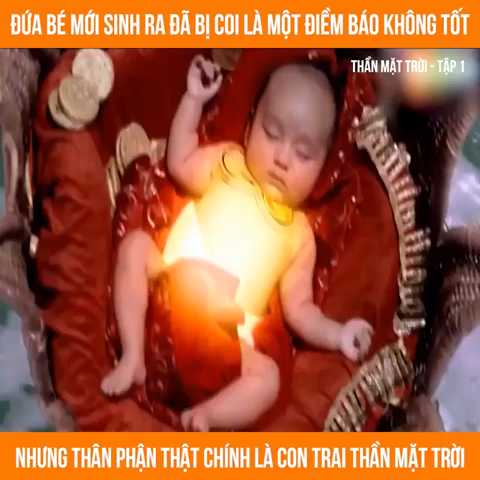 ĐỨA BÉ MỚI SINH RA ĐÃ BỊ COI LÀ MỘT ĐIỀM BÁO KHÔNG TỐT
THẦN MẶT TRỜI - TẬP 1
NHƯNG THÂN PHẬN THẬT CHÍNH LÀ CON TRAI THẦN MẶT TRỜI